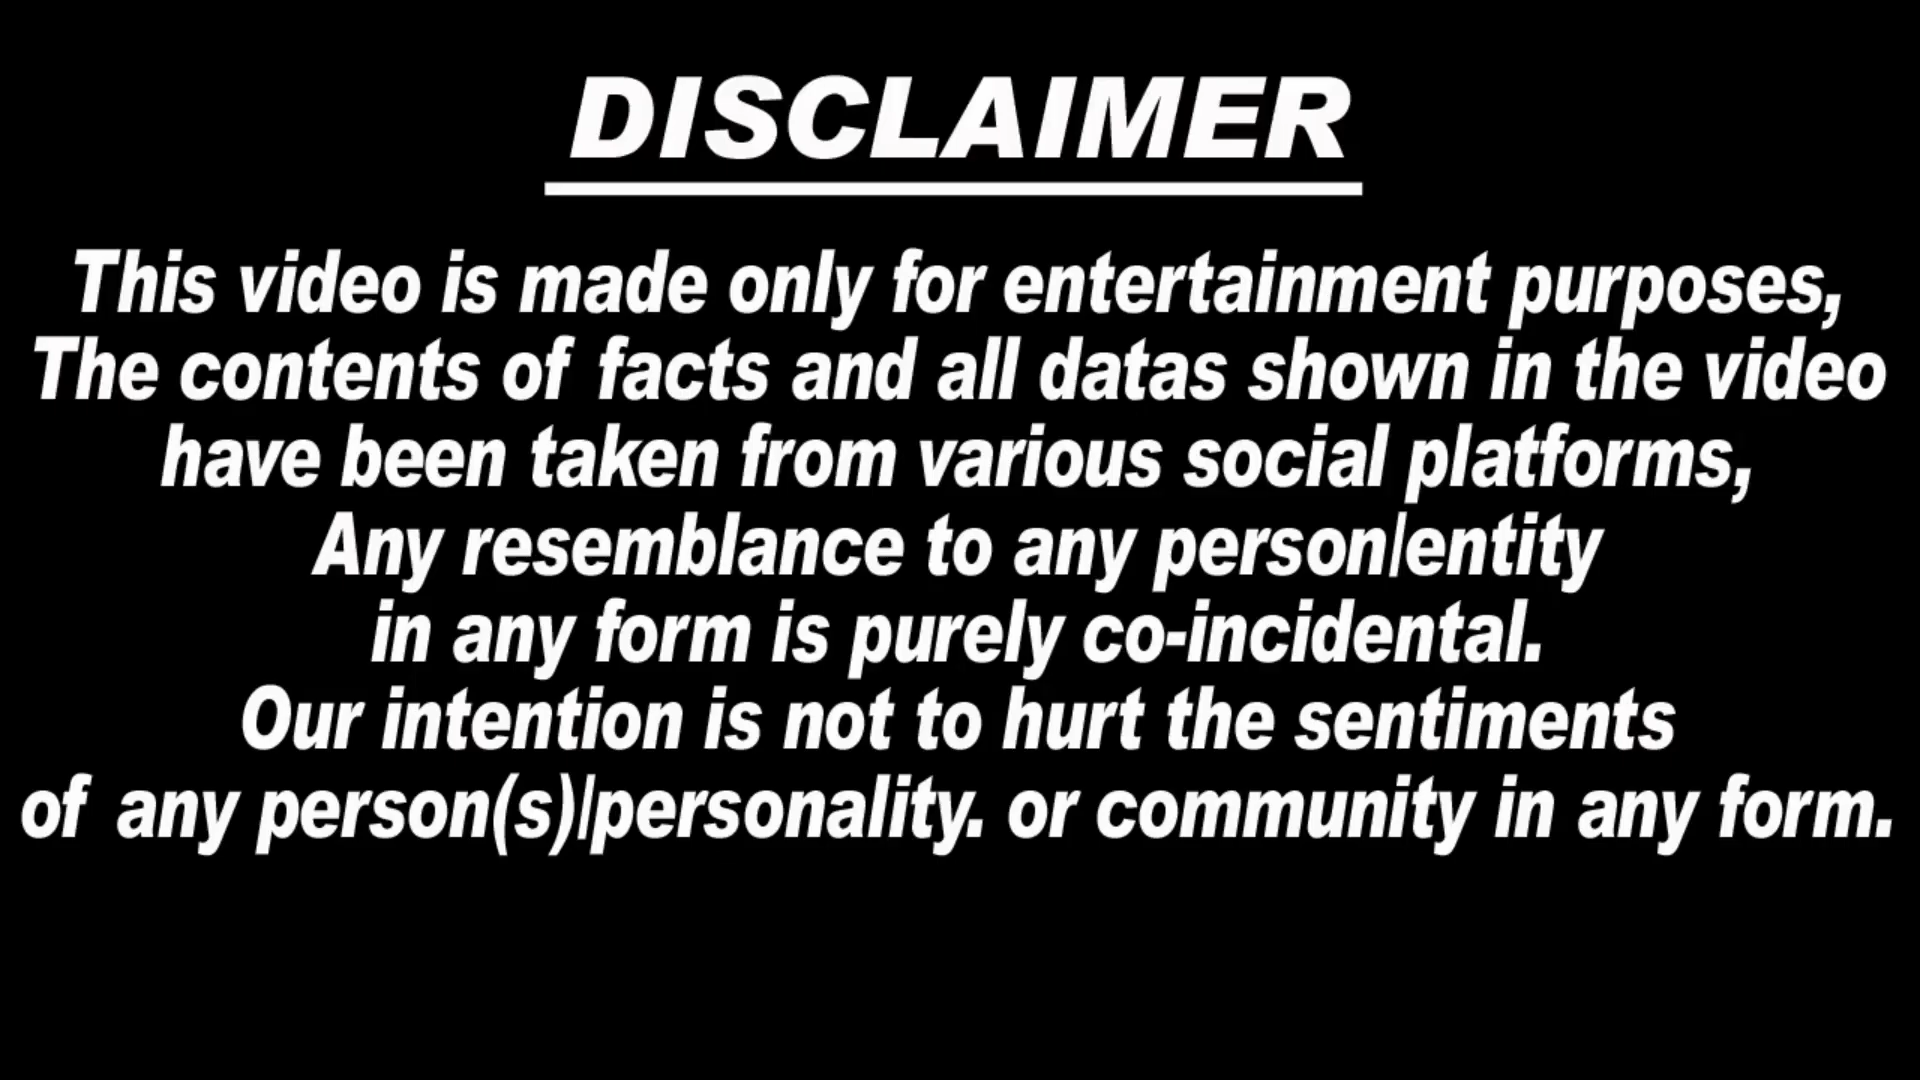 DISCLAIMER
This video is made only for entertainment purposes,
The contents of facts and all datas shown in the video
have been taken from various social platforms,
Any resemblance to any person/entity
in any form is purely co-incidental.
Our intention is not to hurt the sentiments
of any person(s)/personality. or community in any form.